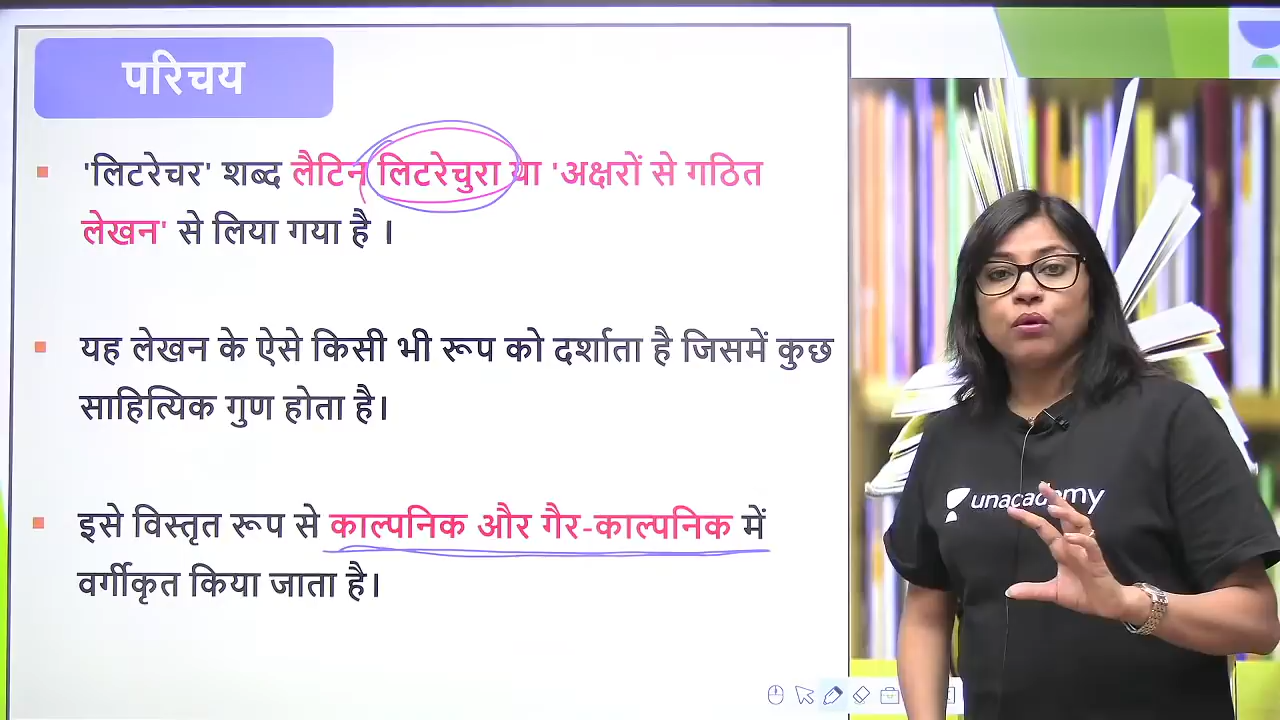 परिचय
'लिटरेचर' शब्द लैटिन लिटरेचुरा या 'अक्षरों से गठित
लेखन' से लिया गया है ।
यह लेखन के ऐसे किसी भी रूप को दर्शाता है जिसमें कुछ
साहित्यिक गुण होता है।
इसे विस्तृत रूप से काल्पनिक और गैर-काल्पनिक में
वर्गीकृत किया जाता है।
unacademy